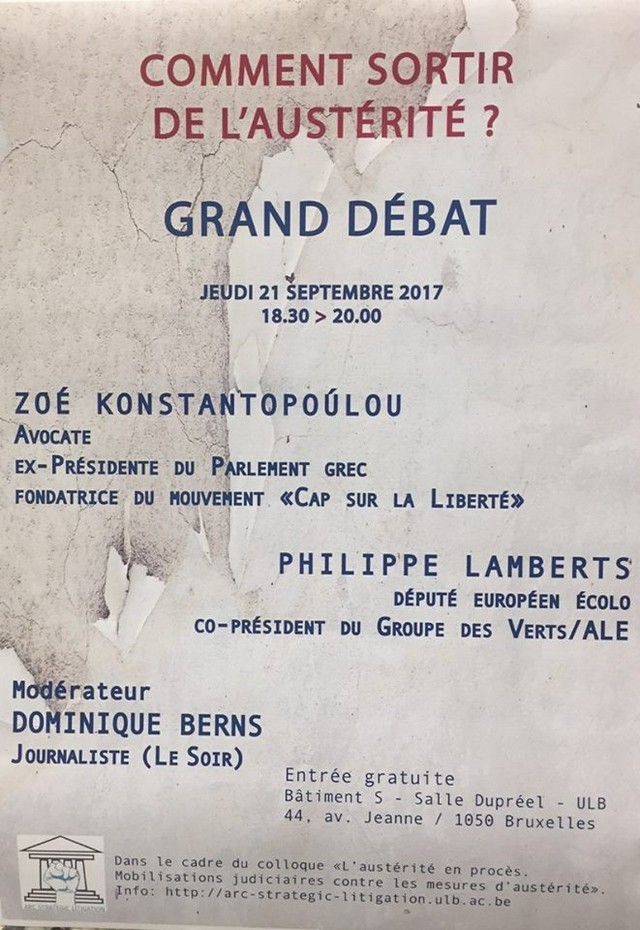 COMMENT SORTIR
DE L'AUSTÉRITÉ ?
GRAND DÉBAT
JEUDI 21 SEPTEMBRE 2017
18.30 > 20.00
ZOÉ KONSTANTOPOÚLOU
AVOCATE
EX-PRÉSIDENTE DU PARLEMENT GREC
FONDATRICE DU MOUVEMENT «CAP SUR LA LIBERTÉ»
PHILIPPE LAMBERTS
DÉPUTÉ EUROPÉEN ÉCOLO
CO-PRÉSIDENT DU GROUPE DES VERTS/ALE
Modérateur
DOMINIQUE BERNS
JOURNALISTE (LE SOIR)
Entrée gratuite
Bâtiment S - Salle Dupréel - ULB
44, av. Jeanne / 1050 Bruxelles
Dans le cadre du colloque «L'austérité en procès.
Mobilisations judiciaires contre les mesures d'austérité».
Info: http://arc-strategic-litigation.ulb.ac.be
ARC STRATEGIC LITIGATION